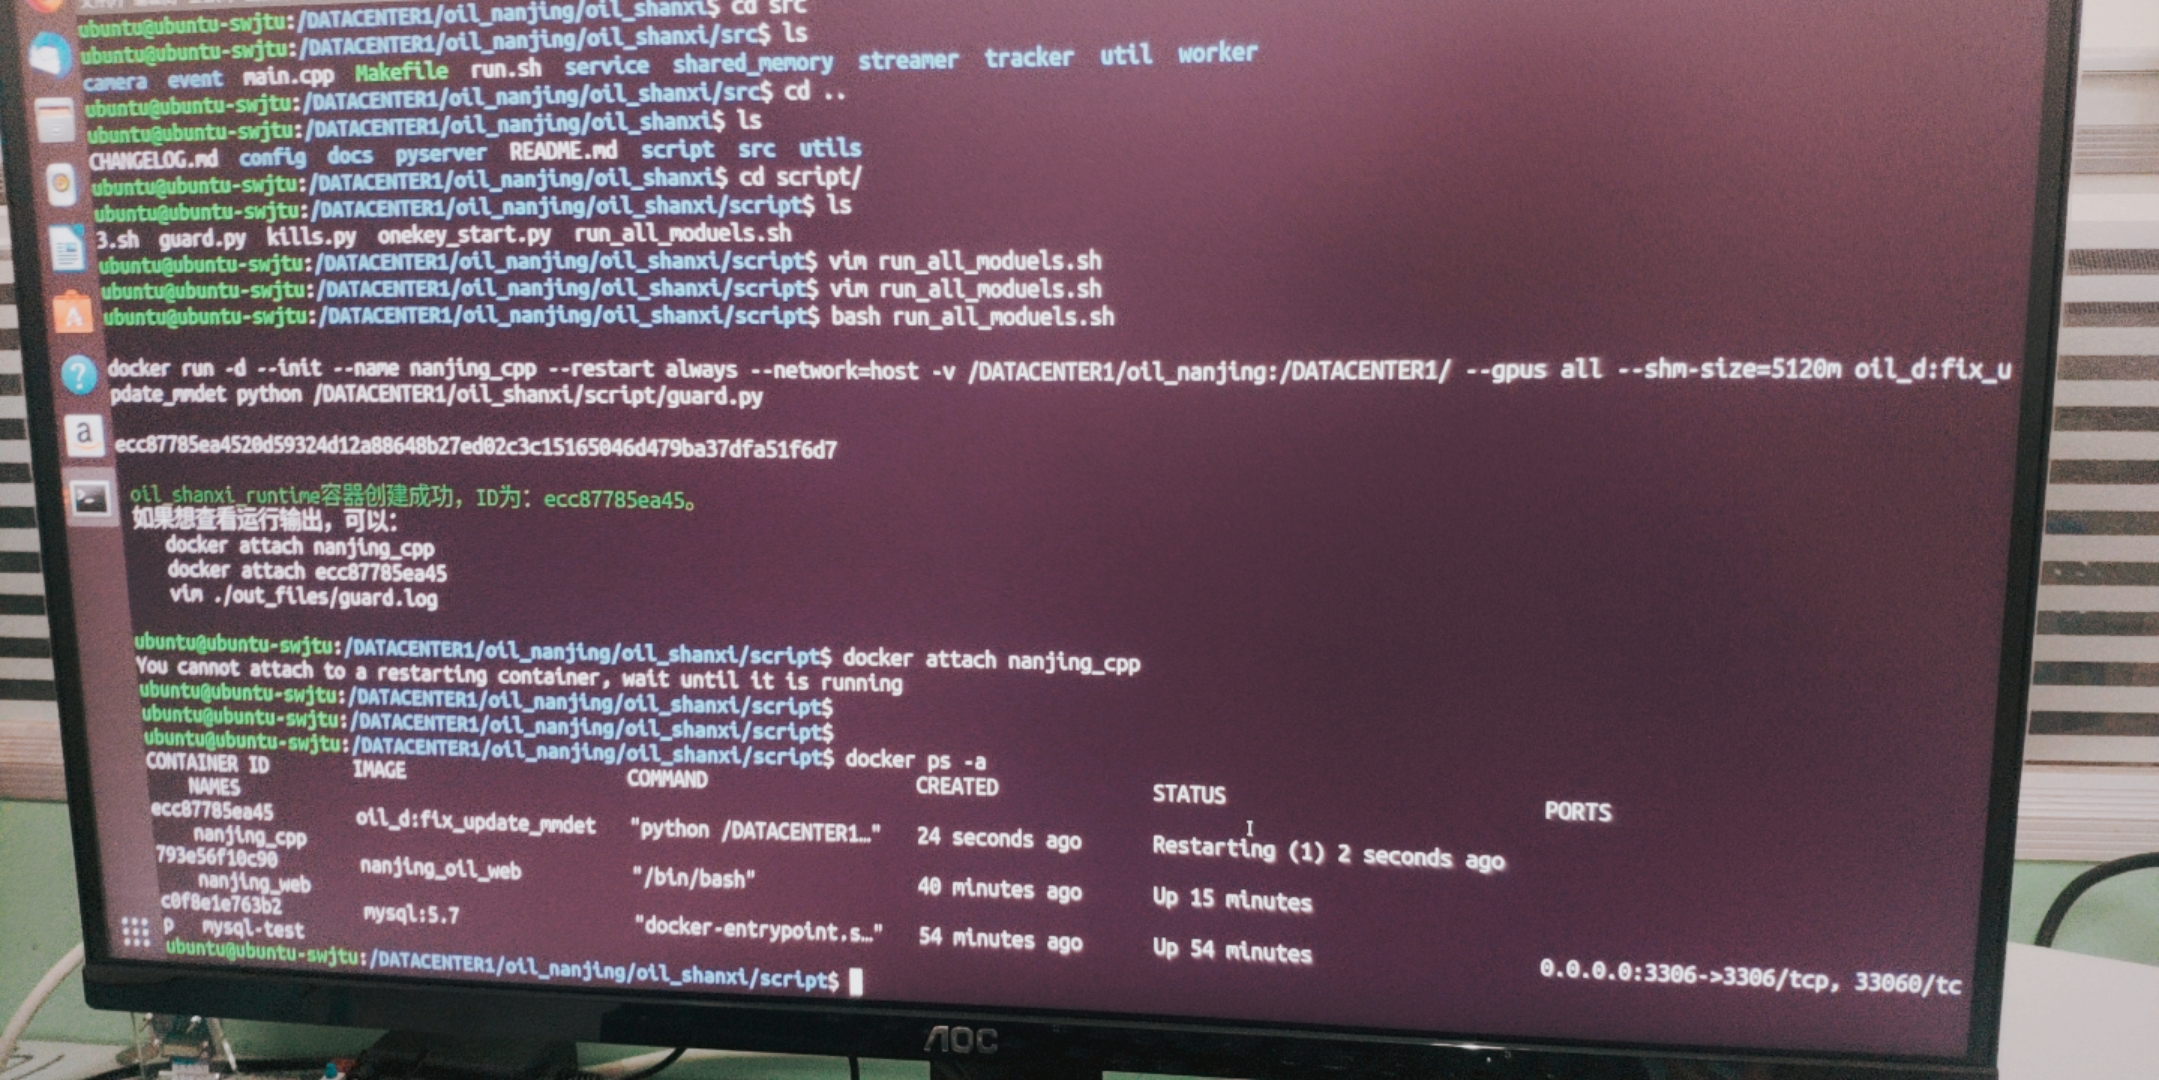 ubuntu@ubuntu-swjtu:/DATACENTER1/oil_nanjing/oil_shanxi$ cd src
ubuntu@ubuntu-swjtu:/DATACENTER1/oil_nanjing/oil_shanxi/src$ ls
camera event main.cpp Makefile run.sh service shared_memory streamer tracker util worker
ubuntu@ubuntu-swjtu:/DATACENTER1/oil_nanjing/oil_shanxi/src$ cd ..
ubuntu@ubuntu-swjtu:/DATACENTER1/oil_nanjing/oil_shanxi$ ls
CHANGELOG.md config docs pyserver README.md script src utils
ubuntu@ubuntu-swjtu:/DATACENTER1/oil_nanjing/oil_shanxi$ cd script/
ubuntu@ubuntu-swjtu:/DATACENTER1/oil_nanjing/oil_shanxi/script$ ls
3.sh guard.py kills.py onekey_start.py run_all_moduels.sh
ubuntu@ubuntu-swjtu:/DATACENTER1/oil_nanjing/oil_shanxi/script$ vim run_all_moduels.sh
ubuntu@ubuntu-swjtu:/DATACENTER1/oil_nanjing/oil_shanxi/script$ vim run_all_moduels.sh
ubuntu@ubuntu-swjtu:/DATACENTER1/oil_nanjing/oil_shanxi/script$ bash run_all_moduels.sh
docker run -d --init --name nanjing_cpp --restart always --network=host -v /DATACENTER1/oil_nanjing:/DATACENTER1/ --gpus all --shm-size=5120m oil_d:fix_u
pdate_mmdet python /DATACENTER1/oil_shanxi/script/guard.py
ecc87785ea4520d59324d12a88648b27ed02c3c15165046d479ba37dfa51f6d7
oil_shanxi_runtime容器创建成功，ID为：ecc87785ea45。
如果想查看运行输出，可以：
docker attach nanjing_cpp
docker attach ecc87785ea45
vim ./out_files/guard.log
ubuntu@ubuntu-swjtu:/DATACENTER1/oil_nanjing/oil_shanxi/script$ docker attach nanjing_cpp
You cannot attach to a restarting container, wait until it is running
ubuntu@ubuntu-swjtu:/DATACENTER1/oil_nanjing/oil_shanxi/script$
ubuntu@ubuntu-swjtu:/DATACENTER1/oil_nanjing/oil_shanxi/script$
ubuntu@ubuntu-swjtu:/DATACENTER1/oil_nanjing/oil_shanxi/script$ docker ps -a
CONTAINER ID IMAGE COMMAND CREATED STATUS PORTS
NAMES
ecc87785ea45 oil_d:fix_update_mmdet "python /DATACENTER1…" 24 seconds ago Restarting (1) 2 seconds ago
nanjing_cpp
793e56f10c90 nanjing_oil_web "/bin/bash" 40 minutes ago Up 15 minutes
nanjing_web
c0f8e1e763b2 mysql:5.7 "docker-entrypoint.s…" 54 minutes ago Up 54 minutes 0.0.0.0:3306->3306/tcp, 33060/tc
p mysql-test
ubuntu@ubuntu-swjtu:/DATACENTER1/oil_nanjing/oil_shanxi/script$
AOC